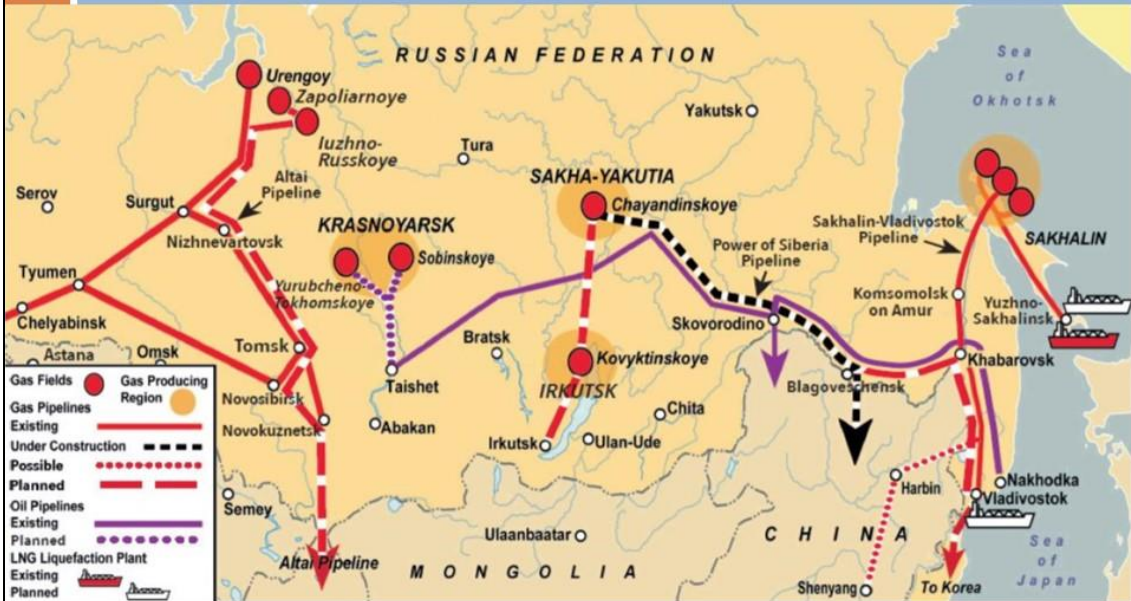 RUSSIAN FEDERATION
Sea
of
Okhotsk
Urengoy
Zapoliarnoye
Iuzhno-
Russkoye
Yakutsk
Tura
Altai
Pipeline
SAKHA-YAKUTIA
Chayandinskoye
Serov
Surgut
Nizhnevartovsk
KRASNOYARSK
Sobinskoye
Yurubcheno
Tokhomskoye
Power of Siberia
Pipeline
Sakhalin-Vladivostok
Pipeline
SAKHALIN
Tyumen
Chelyabinsk
Komsomolsk
on Amur
Yuzhno-
Sakhalinsk
Skovorodino
Bratsk
Kovyktinskoye
IRKUTSK
Khabarovsk
Astana
Omsk
Tomsk
Taishet
Blagoveschensk
Novosibirsk
Novokuznetsk
Abakan
Chita
Irkutsk
Ulan-Ude
Harbin
Nakhodka
Vladivostok
Semey
Ulaanbaatar
CHINA
Sea
of
Japan
Altai Pipeline
MONGOLIA
Shenyang
To Korea
Gas Fields
Gas Producing
Region
Gas Pipelines
Existing
Under Construction
Possible
Planned
Oil Pipelines
Existing
Planned
LNG Liquefaction Plant
Existing
Planned